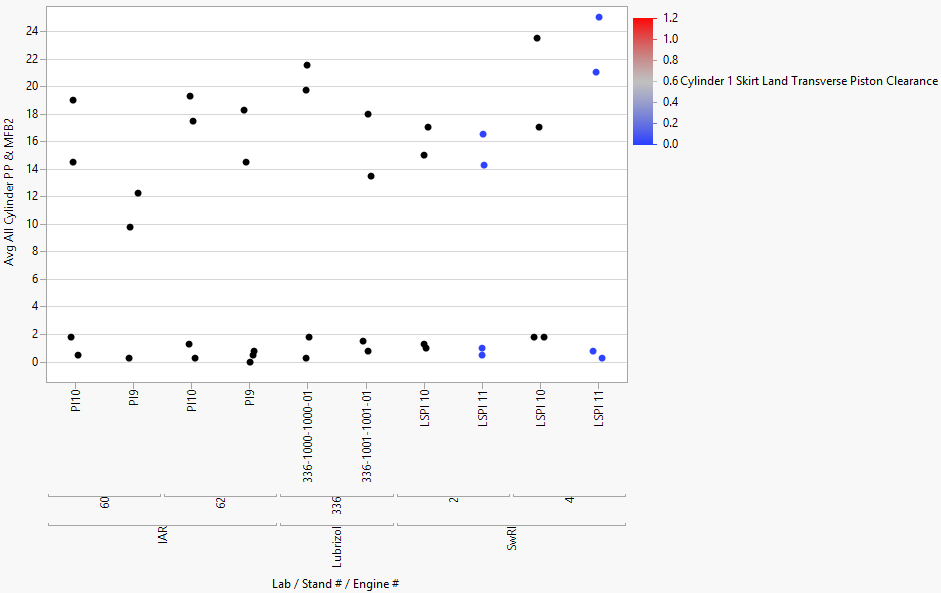 24
22
20
18
16
14
12
10
8
6
4
2
0
Avg All Cylinder PP & MFB2
1.2
1.0
0.8
0.6
0.4
0.2
0.0
Cylinder 1 Skirt Land Transverse Piston Clearance
PI10
PI9
PI10
PI9
336-1000-1000-01
336-1001-1001-01
LSPI 10
LSPI 11
LSPI 10
LSPI 11
60
62
336
2
4
IAR
Lubrizol
SwRI
Lab / Stand # / Engine #